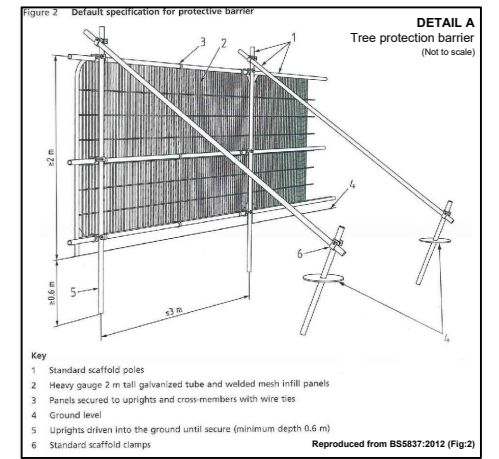 Figure 2 Default specification for protective barrier
DETAIL A
Tree protection barrier
(Not to scale)
3
2
1
≥2 m
4
6
≥0.6 m
5
≤3 m
4
Key
1 Standard scaffold poles
2 Heavy gauge 2 m tall galvanized tube and welded mesh infill panels
3 Panels secured to uprights and cross-members with wire ties
4 Ground level
5 Uprights driven into the ground until secure (minimum depth 0.6 m)
6 Standard scaffold clamps
Reproduced from BS5837:2012 (Fig:2)